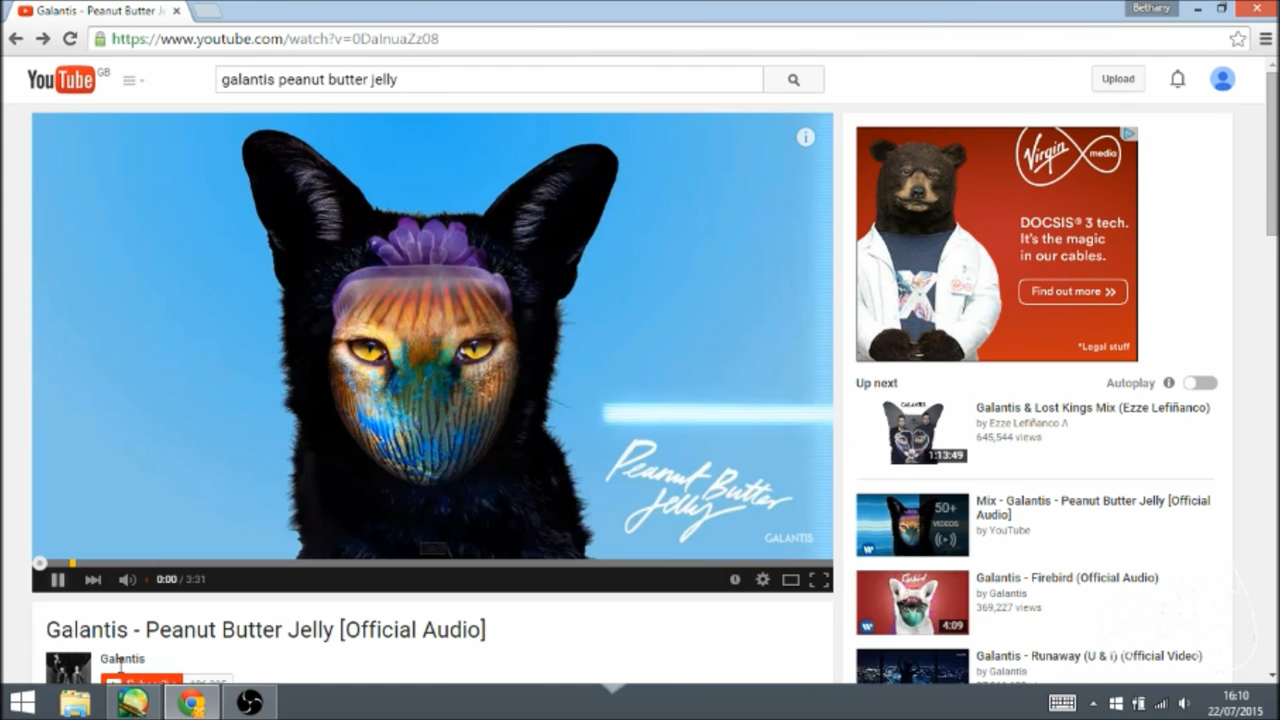 Galantis - Peanut Butter J
Bethany
https://www.youtube.com/watch?v=0DaInuaZz08
YouTube GB
galantis peanut butter jelly
Upload
Peanut Butter
Jelly
GALANTIS
0:00 / 3:31
Galantis - Peanut Butter Jelly [Official Audio]
Galantis
Subscribe
Virgin media
DOCSIS® 3 tech.
It's the magic
in our cables.
Find out more
*Legal stuff
Up next
Autoplay
GALANTIS
1:13:49
Galantis & Lost Kings Mix (Ezze Lefiñanco)
by Ezze Lefiñanco Λ
645,544 views
50+
VIDEOS
Mix - Galantis - Peanut Butter Jelly [Official
Audio]
by YouTube
Firebird
4:09
Galantis - Firebird (Official Audio)
by Galantis
369,227 views
Galantis - Runaway (U & i) (Official Video)
by Galantis
16:10
22/07/2015